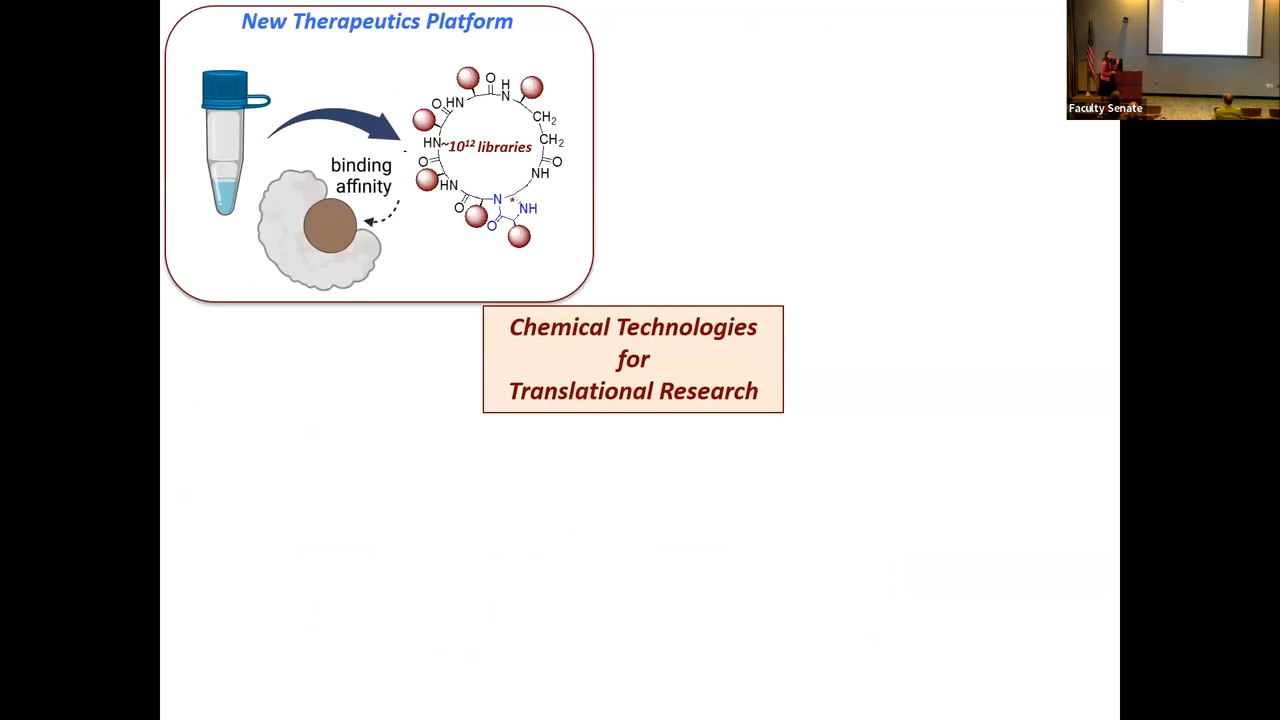 New Therapeutics Platform
binding
affinity
~10¹² libraries
O
H
N
HN
O
CH₂
HN
CH₂
O
O
NH
HN
O
N
*
NH
O
Chemical Technologies
for
Translational Research
Faculty Senate